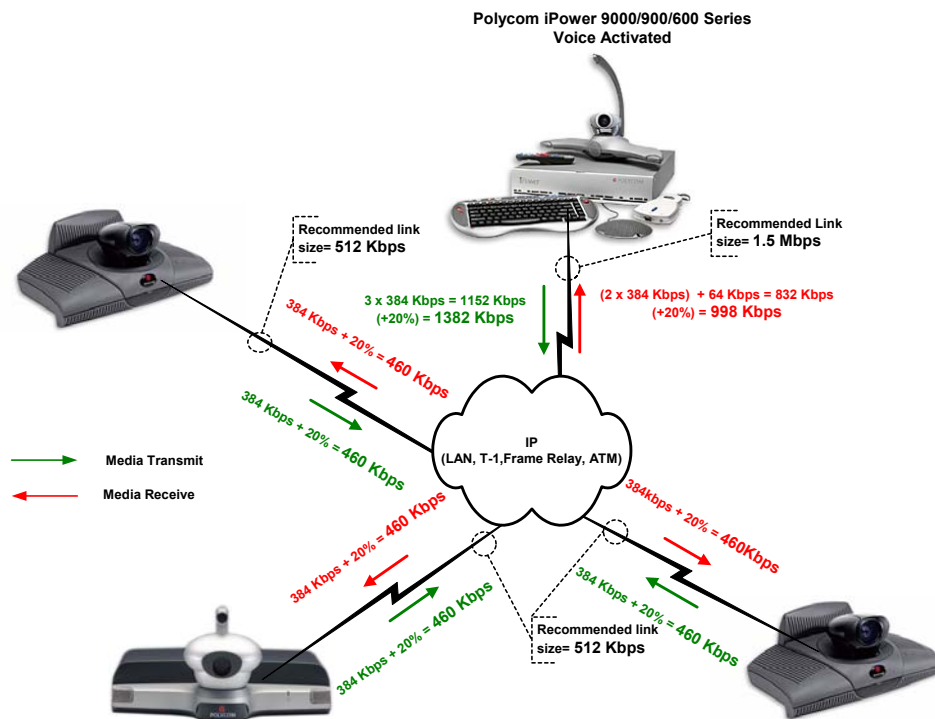 Polycom iPower 9000/900/600 Series
Voice Activated
POLYCOM
Recommended link
size= 512 Kbps
Recommended Link
size= 1.5 Mbps
3 x 384 Kbps = 1152 Kbps
(+20%) = 1382 Kbps
(2 x 384 Kbps) + 64 Kbps = 832 Kbps
(+20%) = 998 Kbps
384 Kbps + 20% = 460 Kbps
384 Kbps + 20% = 460 Kbps
IP
(LAN, T-1,Frame Relay, ATM)
Media Transmit
Media Receive
384 Kbps + 20% = 460 Kbps
384 Kbps + 20% = 460 Kbps
384kbps + 20% = 460Kbps
384 Kbps + 20% = 460 Kbps
Recommended link
size= 512 Kbps
POLYCOM